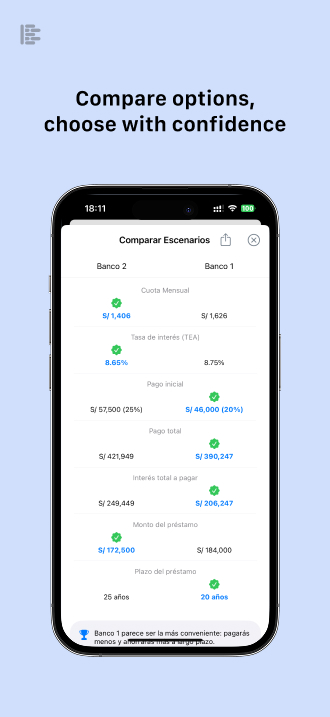 Compare options,
choose with confidence
18:11
100
Comparar Escenarios
Banco 2 Banco 1
Cuota Mensual
S/ 1,406 S/ 1,626
Tasa de interés (TEA)
8.65% 8.75%
Pago inicial
S/ 57,500 (25%) S/ 46,000 (20%)
Pago total
S/ 421,949 S/ 390,247
Interés total a pagar
S/ 249,449 S/ 206,247
Monto del préstamo
S/ 172,500 S/ 184,000
Plazo del préstamo
25 años 20 años
Banco 1 parece ser la más conveniente: pagarás
menos y ahorrarás más a largo plazo.